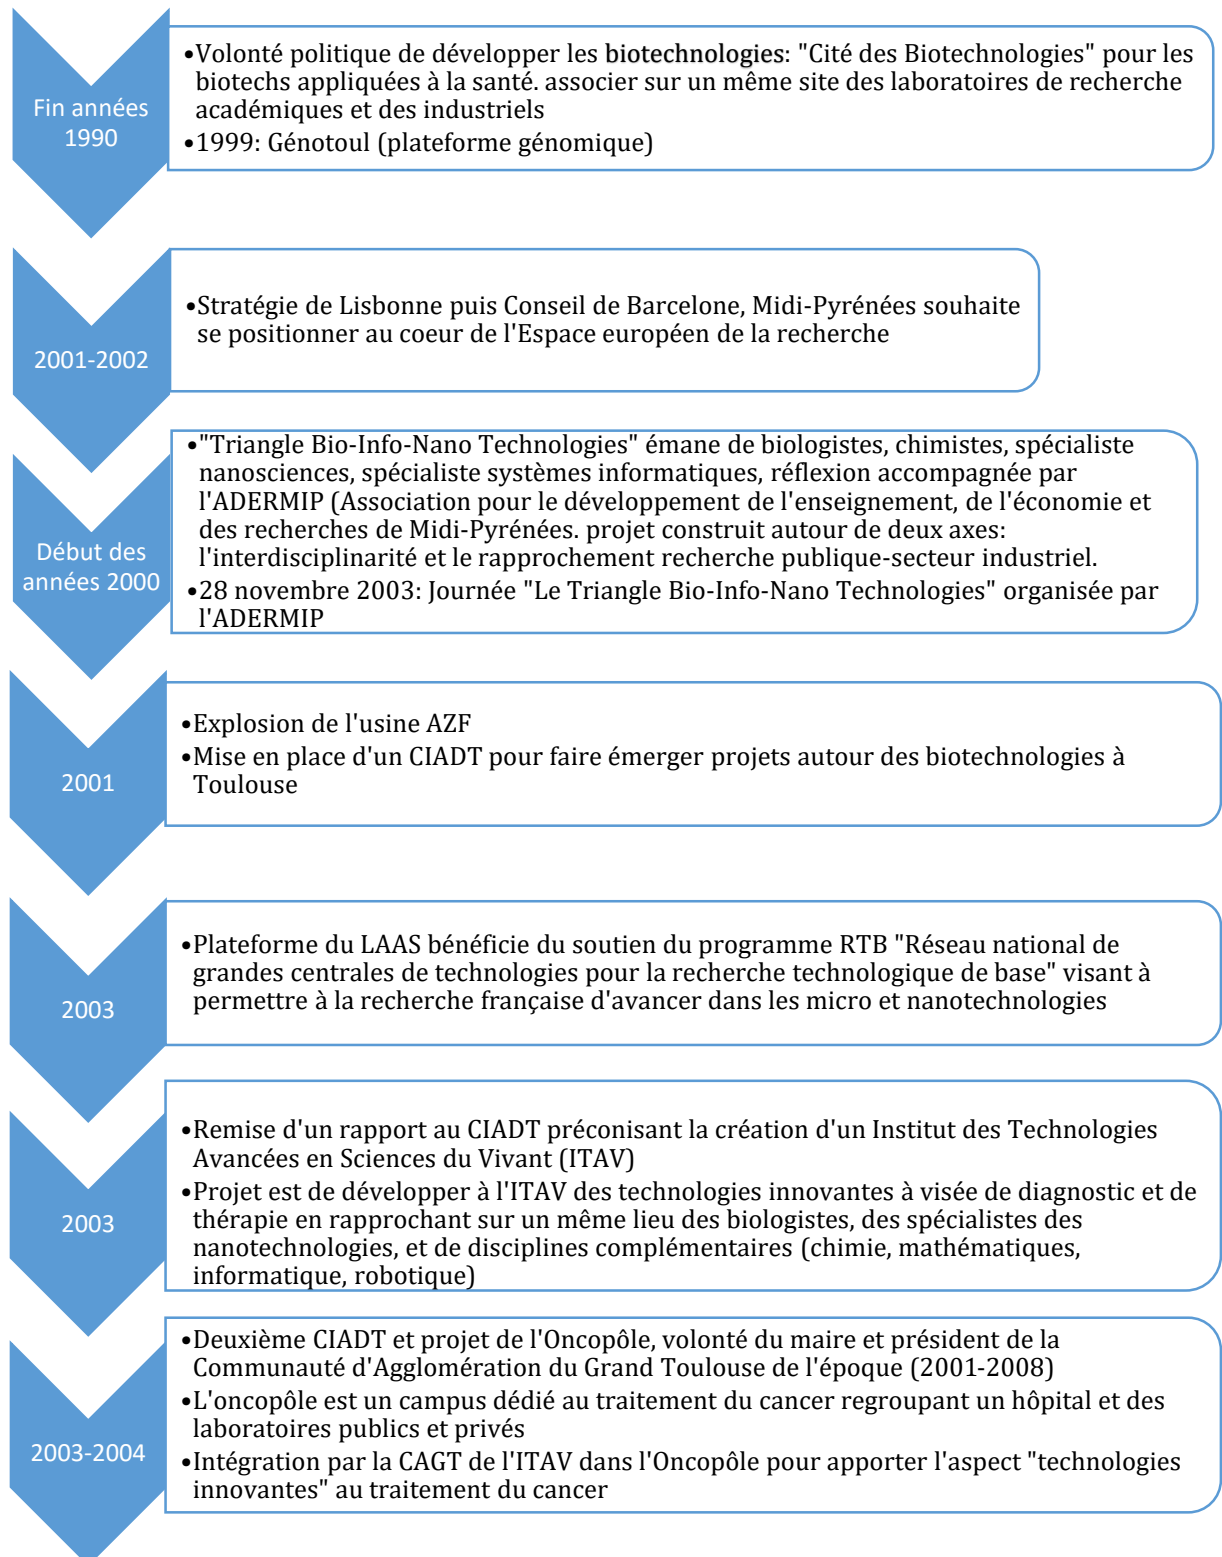 Fin années
1990
•Volonté politique de développer les biotechnologies: "Cité des Biotechnologies" pour les
biotechs appliquées à la santé. associer sur un même site des laboratoires de recherche
académiques et des industriels
•1999: Génotoul (plateforme génomique)
2001-2002
•Stratégie de Lisbonne puis Conseil de Barcelone, Midi-Pyrénées souhaite
se positionner au coeur de l'Espace européen de la recherche
Début des
années 2000
•"Triangle Bio-Info-Nano Technologies" émane de biologistes, chimistes, spécialiste
nanosciences, spécialiste systèmes informatiques, réflexion accompagnée par
l'ADERMIP (Association pour le développement de l'enseignement, de l'économie et
des recherches de Midi-Pyrénées. projet construit autour de deux axes:
l'interdisciplinarité et le rapprochement recherche publique-secteur industriel.
•28 novembre 2003: Journée "Le Triangle Bio-Info-Nano Technologies" organisée par
l'ADERMIP
2001
•Explosion de l'usine AZF
•Mise en place d'un CIADT pour faire émerger projets autour des biotechnologies à
Toulouse
2003
•Plateforme du LAAS bénéficie du soutien du programme RTB "Réseau national de
grandes centrales de technologies pour la recherche technologique de base" visant à
permettre à la recherche française d'avancer dans les micro et nanotechnologies
2003
•Remise d'un rapport au CIADT préconisant la création d'un Institut des Technologies
Avancées en Sciences du Vivant (ITAV)
•Projet est de développer à l'ITAV des technologies innovantes à visée de diagnostic et de
thérapie en rapprochant sur un même lieu des biologistes, des spécialistes des
nanotechnologies, et de disciplines complémentaires (chimie, mathématiques,
informatique, robotique)
2003-2004
•Deuxième CIADT et projet de l'Oncopôle, volonté du maire et président de la
Communauté d'Agglomération du Grand Toulouse de l'époque (2001-2008)
•L'oncopôle est un campus dédié au traitement du cancer regroupant un hôpital et des
laboratoires publics et privés
•Intégration par la CAGT de l'ITAV dans l'Oncopôle pour apporter l'aspect "technologies
innovantes" au traitement du cancer